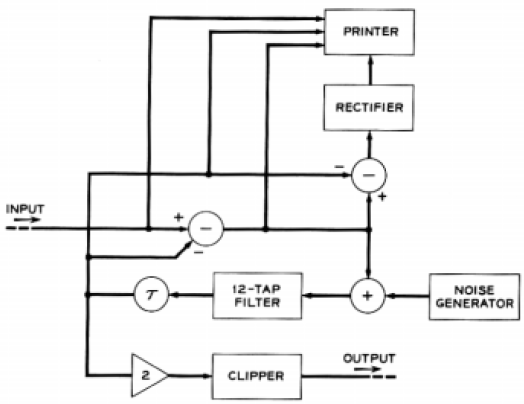 PRINTER
RECTIFIER
−
−
+
INPUT
+
−
−
τ
12-TAP
FILTER
+
NOISE
GENERATOR
2
CLIPPER
OUTPUT